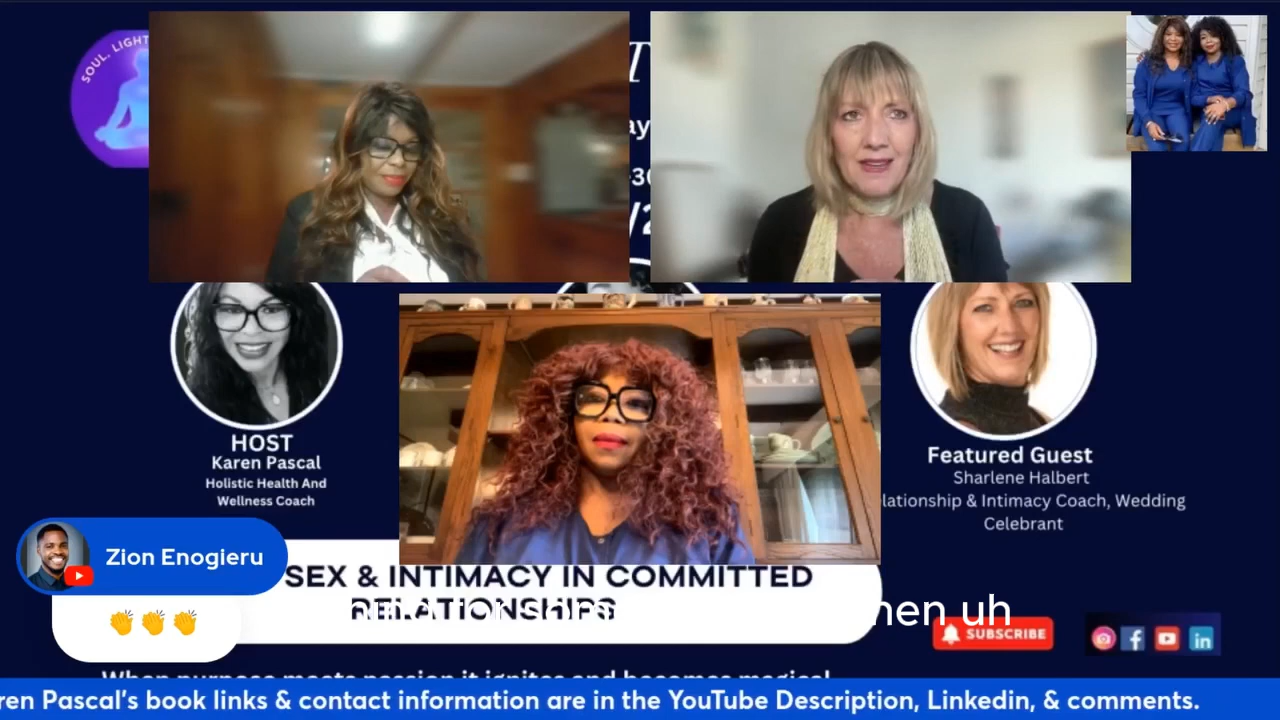 SOUL. LIGHT
HOST
Karen Pascal
Holistic Health And
Wellness Coach
Featured Guest
Sharlene Halbert
lationship & Intimacy Coach, Wedding
Celebrant
Zion Enogieru
SEX & INTIMACY IN COMMITTED
RELATIONSHIPS
uh
SUBSCRIBE
When purpose meets passion it ignites and becomes magical
ren Pascal's book links & contact information are in the YouTube Description, Linkedin, & comments.